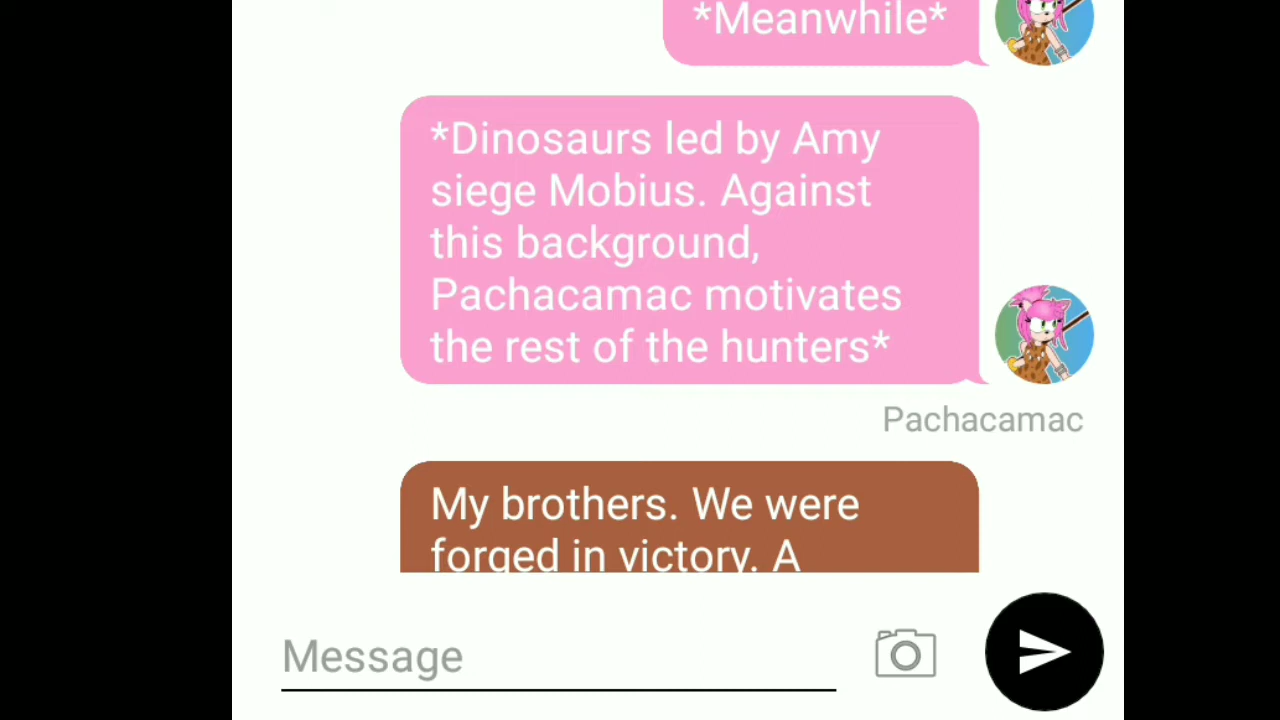 *Meanwhile*
*Dinosaurs led by Amy
siege Mobius. Against
this background,
Pachacamac motivates
the rest of the hunters*
Pachacamac
My brothers. We were
forged in victory. A
Message